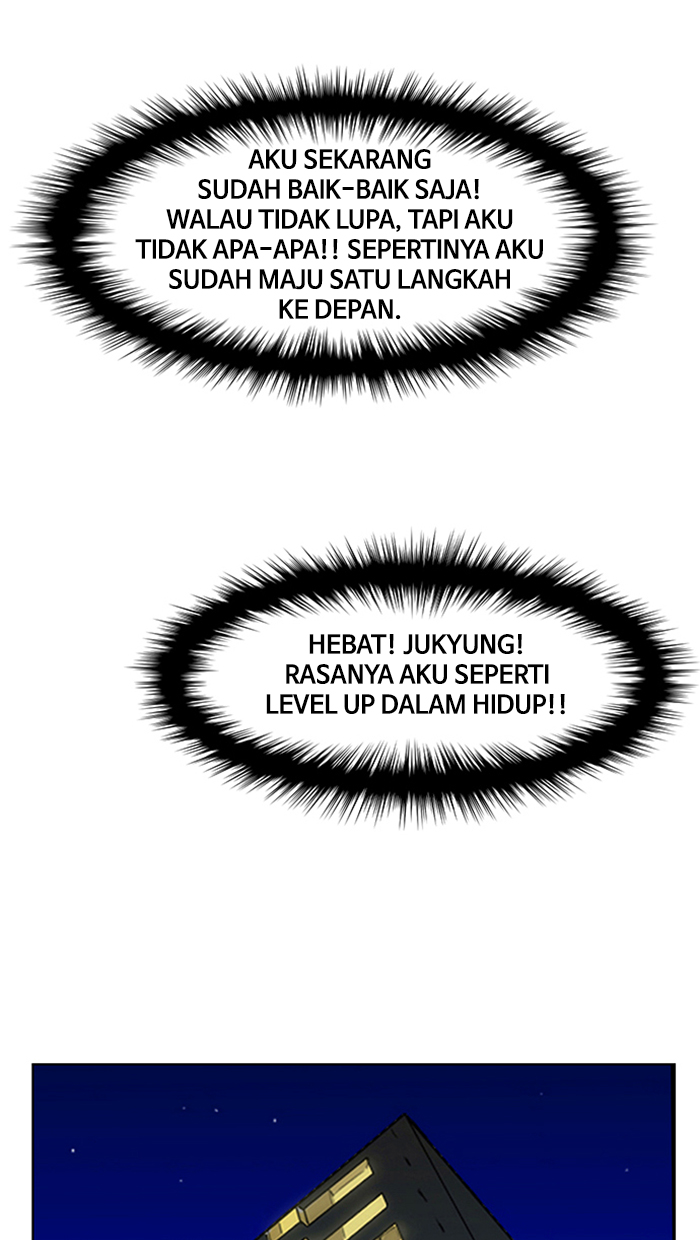 AKU SEKARANG
SUDAH BAIK-BAIK SAJA!
WALAU TIDAK LUPA, TAPI AKU
TIDAK APA-APA!! SEPERTINYA AKU
SUDAH MAJU SATU LANGKAH
KE DEPAN.
HEBAT! JUKYUNG!
RASANYA AKU SEPERTI
LEVEL UP DALAM HIDUP!!